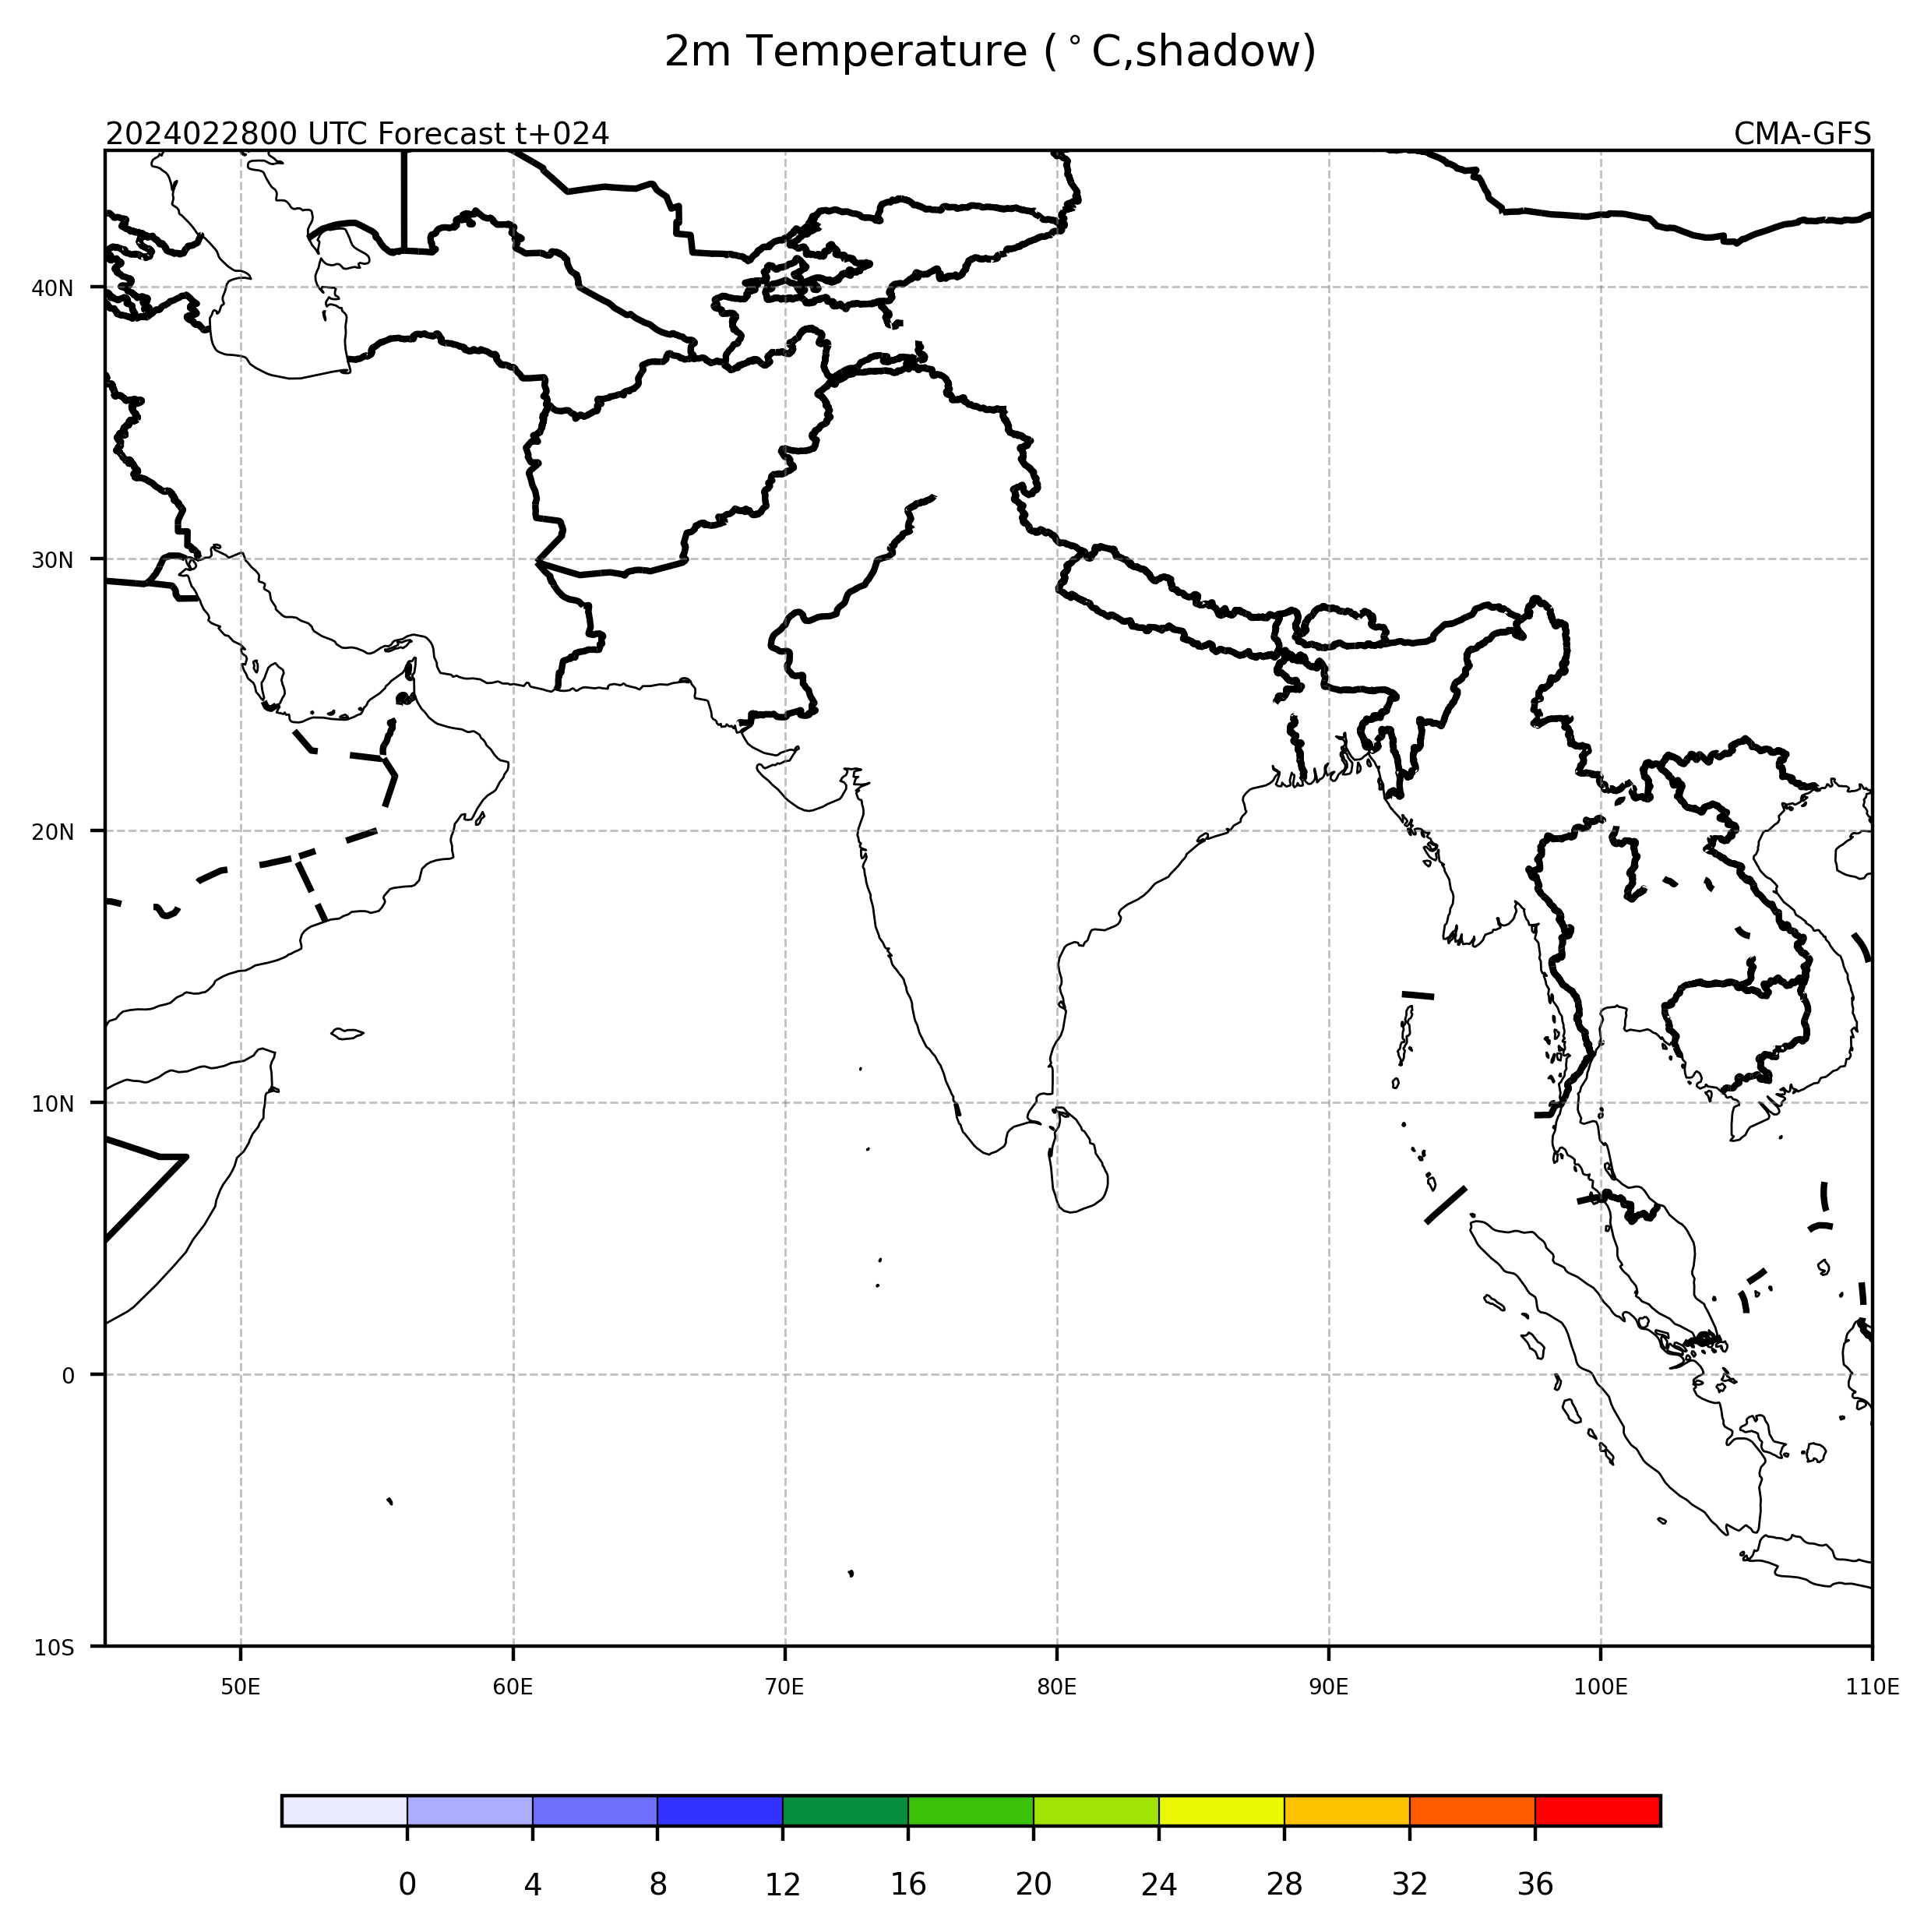 2m Temperature (°C,shadow)
2024022800 UTC Forecast t+024
CMA-GFS
40N
30N
20N
10N
0
10S
50E 60E 70E 80E 90E 100E 110E
0 4 8 12 16 20 24 28 32 36